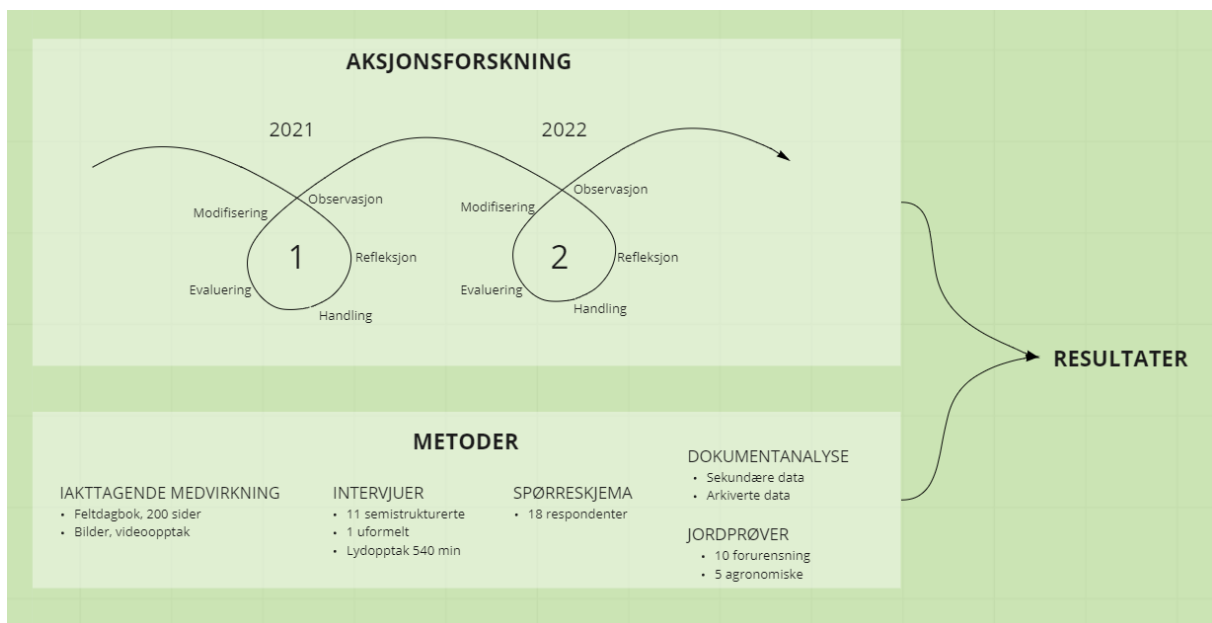 AKSJONSFORSKNING
2021
2022
Observasjon
Modifisering
1
Refleksjon
Evaluering
Handling
Observasjon
Modifisering
2
Refleksjon
Evaluering
Handling
RESULTATER
METODER
IAKTTAGENDE MEDVIRKNING
• Feltdagbok, 200 sider
• Bilder, videoopptak
INTERVJUER
• 11 semistrukturerte
• 1 uformelt
• Lydopptak 540 min
SPØRRESKJEMA
• 18 respondenter
DOKUMENTANALYSE
• Sekundære data
• Arkiverte data
JORDPRØVER
• 10 forurensning
• 5 agronomiske